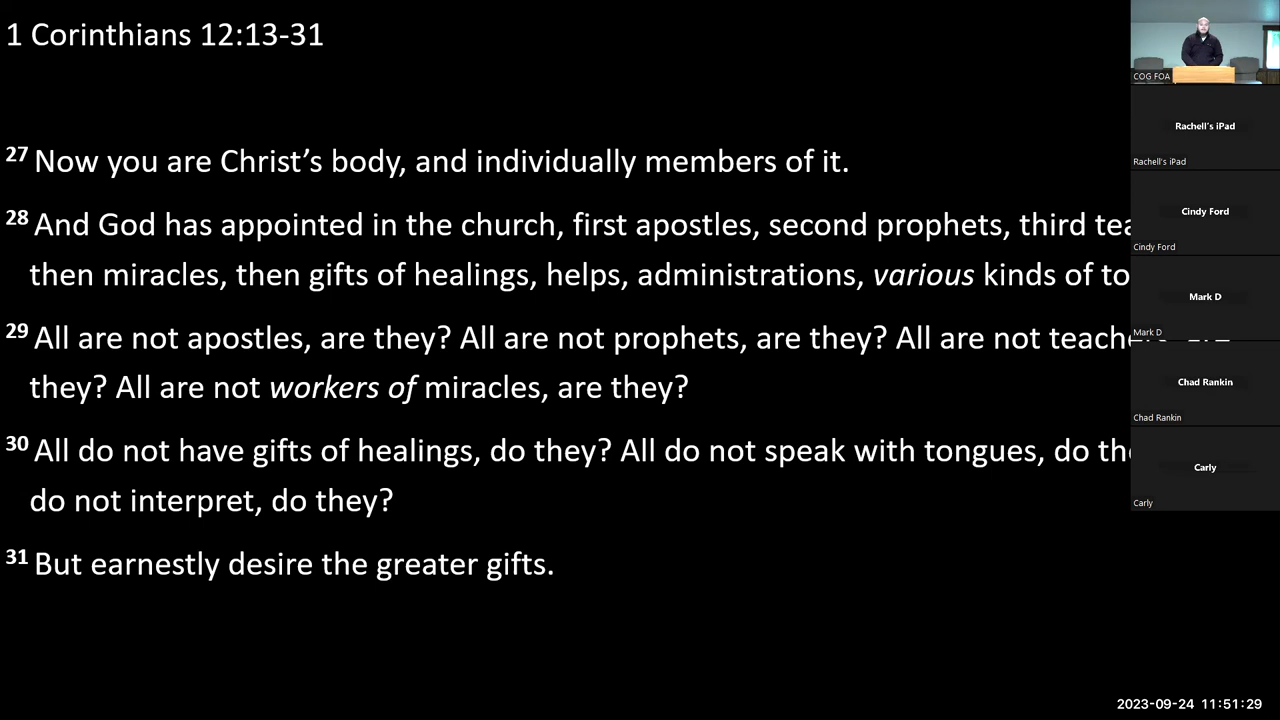 1 Corinthians 12:13-31
27 Now you are Christ’s body, and individually members of it.
28 And God has appointed in the church, first apostles, second prophets, third
then miracles, then gifts of healings, helps, administrations, various kinds of
29 All are not apostles, are they? All are not prophets, are they? All are not
they? All are not workers of miracles, are they?
30 All do not have gifts of healings, do they? All do not speak with tongues, do
do not interpret, do they?
31 But earnestly desire the greater gifts.
COG FOA
Rachell's iPad
Rachell's iPad
Cindy Ford
Cindy Ford
Mark D
Mark D
Chad Rankin
Chad Rankin
Carly
Carly
2023-09-24 11:51:29